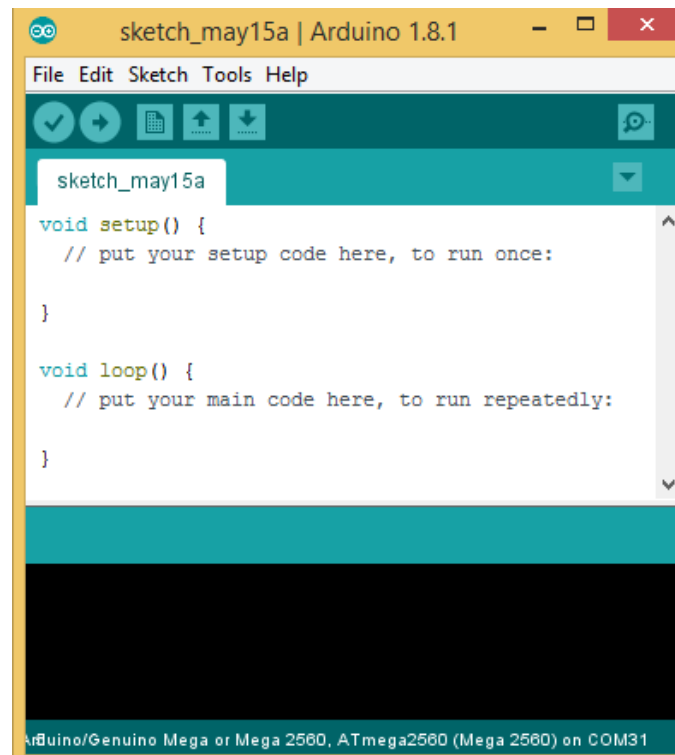 sketch_may15a | Arduino 1.8.1
File Edit Sketch Tools Help
sketch_may15a
void setup() {
// put your setup code here, to run once:
}
void loop() {
// put your main code here, to run repeatedly:
}
Arduino/Genuino Mega or Mega 2560, ATmega2560 (Mega 2560) on COM31